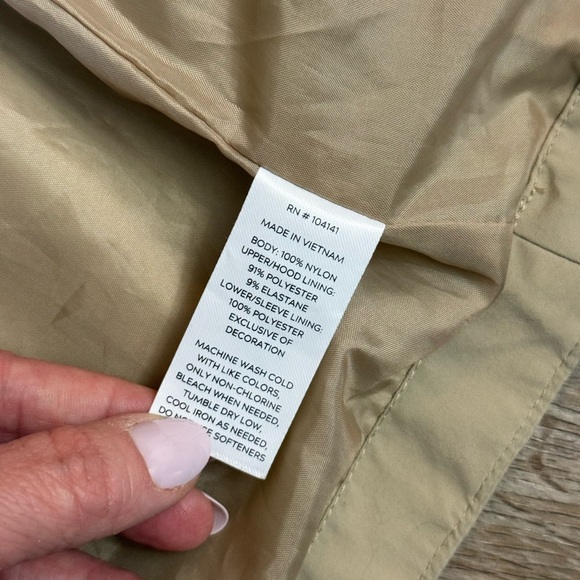 RN # 104141
MADE IN VIETNAM
BODY: 100% NYLON
UPPER/HOOD LINING:
91% POLYESTER
9% ELASTANE
LOWER/SLEEVE LINING:
100% POLYESTER
EXCLUSIVE OF
DECORATION
MACHINE WASH COLD
WITH LIKE COLORS,
ONLY NON-CHLORINE
BLEACH WHEN NEEDED,
TUMBLE DRY LOW,
COOL IRON AS NEEDED,
DO SOFTENERS